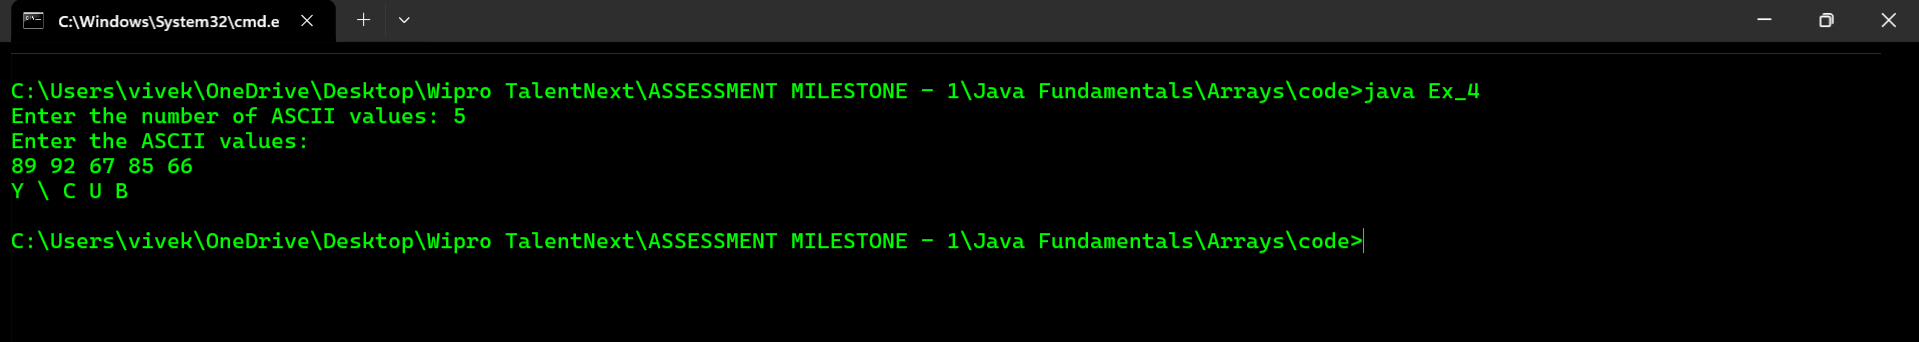 C:\Windows\System32\cmd.e
C:\Users\vivek\OneDrive\Desktop\Wipro TalentNext\ASSESSMENT MILESTONE - 1\Java Fundamentals\Arrays\code>java Ex_4
Enter the number of ASCII values: 5
Enter the ASCII values:
89 92 67 85 66
Y \ C U B
C:\Users\vivek\OneDrive\Desktop\Wipro TalentNext\ASSESSMENT MILESTONE - 1\Java Fundamentals\Arrays\code>